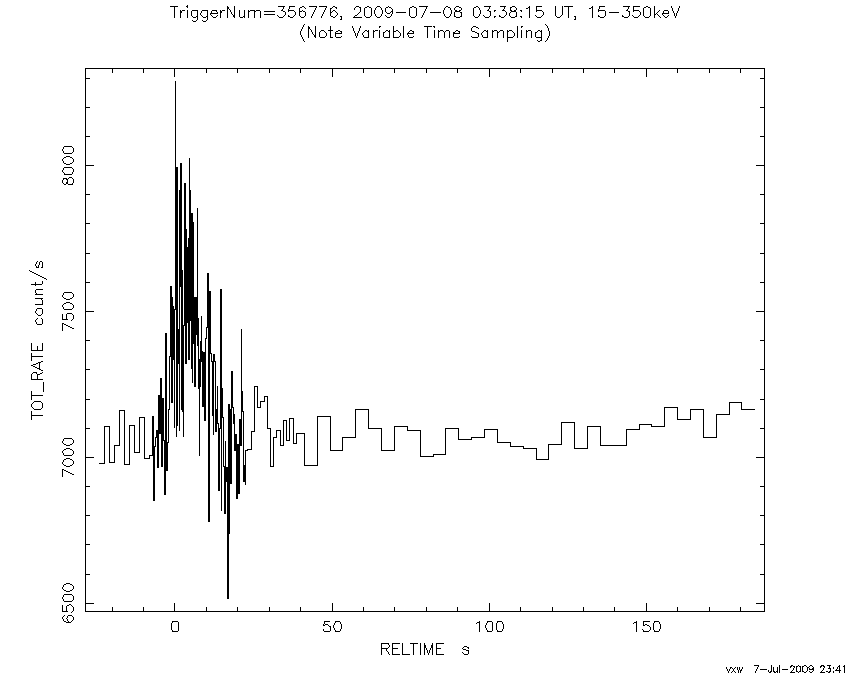 TriggerNum=356776, 2009-07-08 03:38:15 UT, 15-350keV
(Note Variable Time Sampling)
TOT_RATE count/s
8000
7500
7000
6500
0 50 100 150
RELTIME s
vxw 7-Jul-2009 23:41